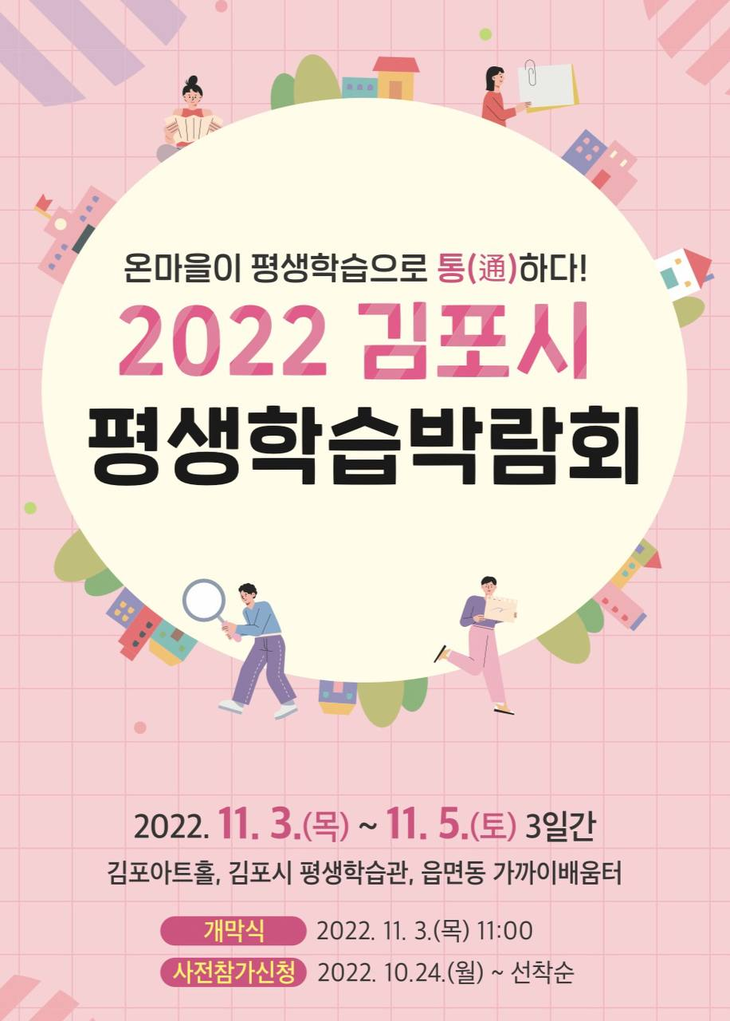 온마을이 평생학습으로 통(通)하다!
2022 김포시
평생학습박람회
2022. 11. 3.(목) ~ 11. 5.(토) 3일간
김포아트홀, 김포시 평생학습관, 읍면동 가까이배움터
개막식 2022. 11. 3.(목) 11:00
사전참가신청 2022. 10.24.(월) ~ 선착순